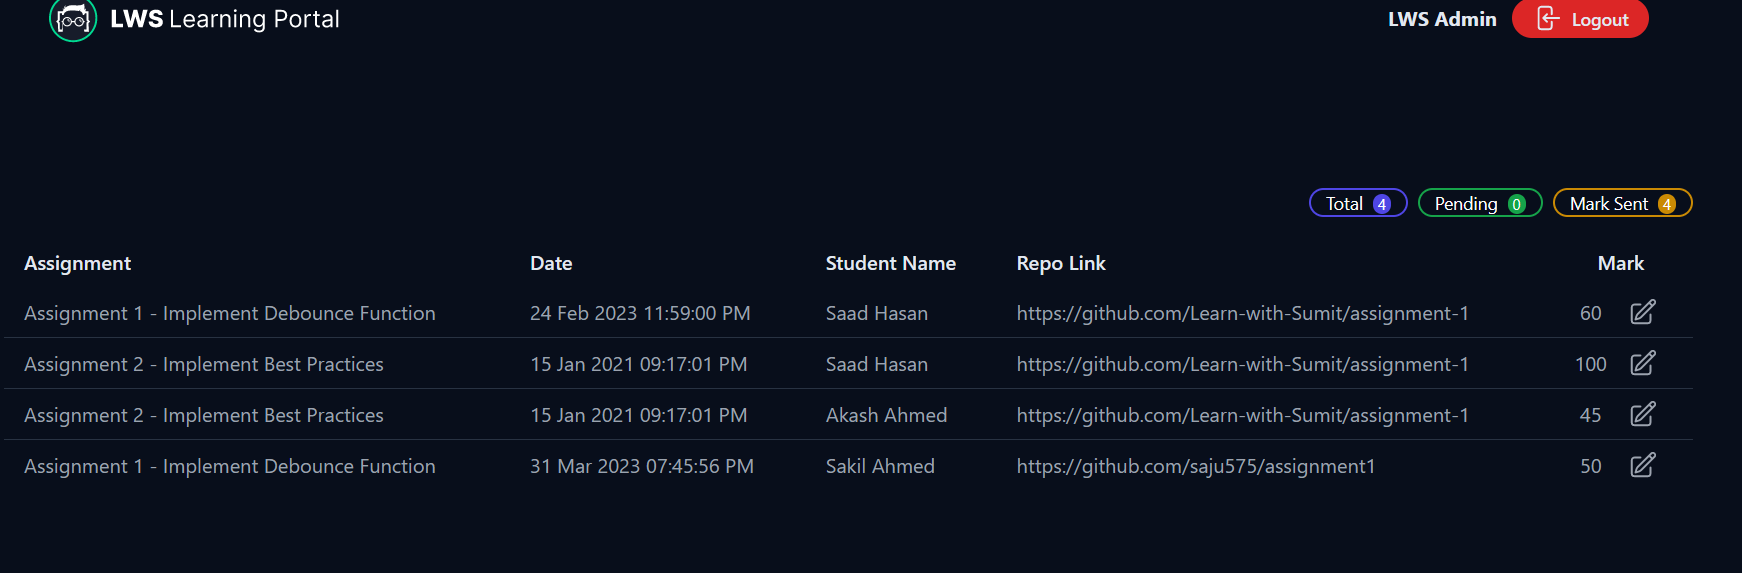 LWS Learning Portal LWS Admin Logout
Total 4 Pending 0 Mark Sent 4
Assignment Date Student Name Repo Link Mark
Assignment 1 - Implement Debounce Function 24 Feb 2023 11:59:00 PM Saad Hasan https://github.com/Learn-with-Sumit/assignment-1 60
Assignment 2 - Implement Best Practices 15 Jan 2021 09:17:01 PM Saad Hasan https://github.com/Learn-with-Sumit/assignment-1 100
Assignment 2 - Implement Best Practices 15 Jan 2021 09:17:01 PM Akash Ahmed https://github.com/Learn-with-Sumit/assignment-1 45
Assignment 1 - Implement Debounce Function 31 Mar 2023 07:45:56 PM Sakil Ahmed https://github.com/saju575/assignment1 50